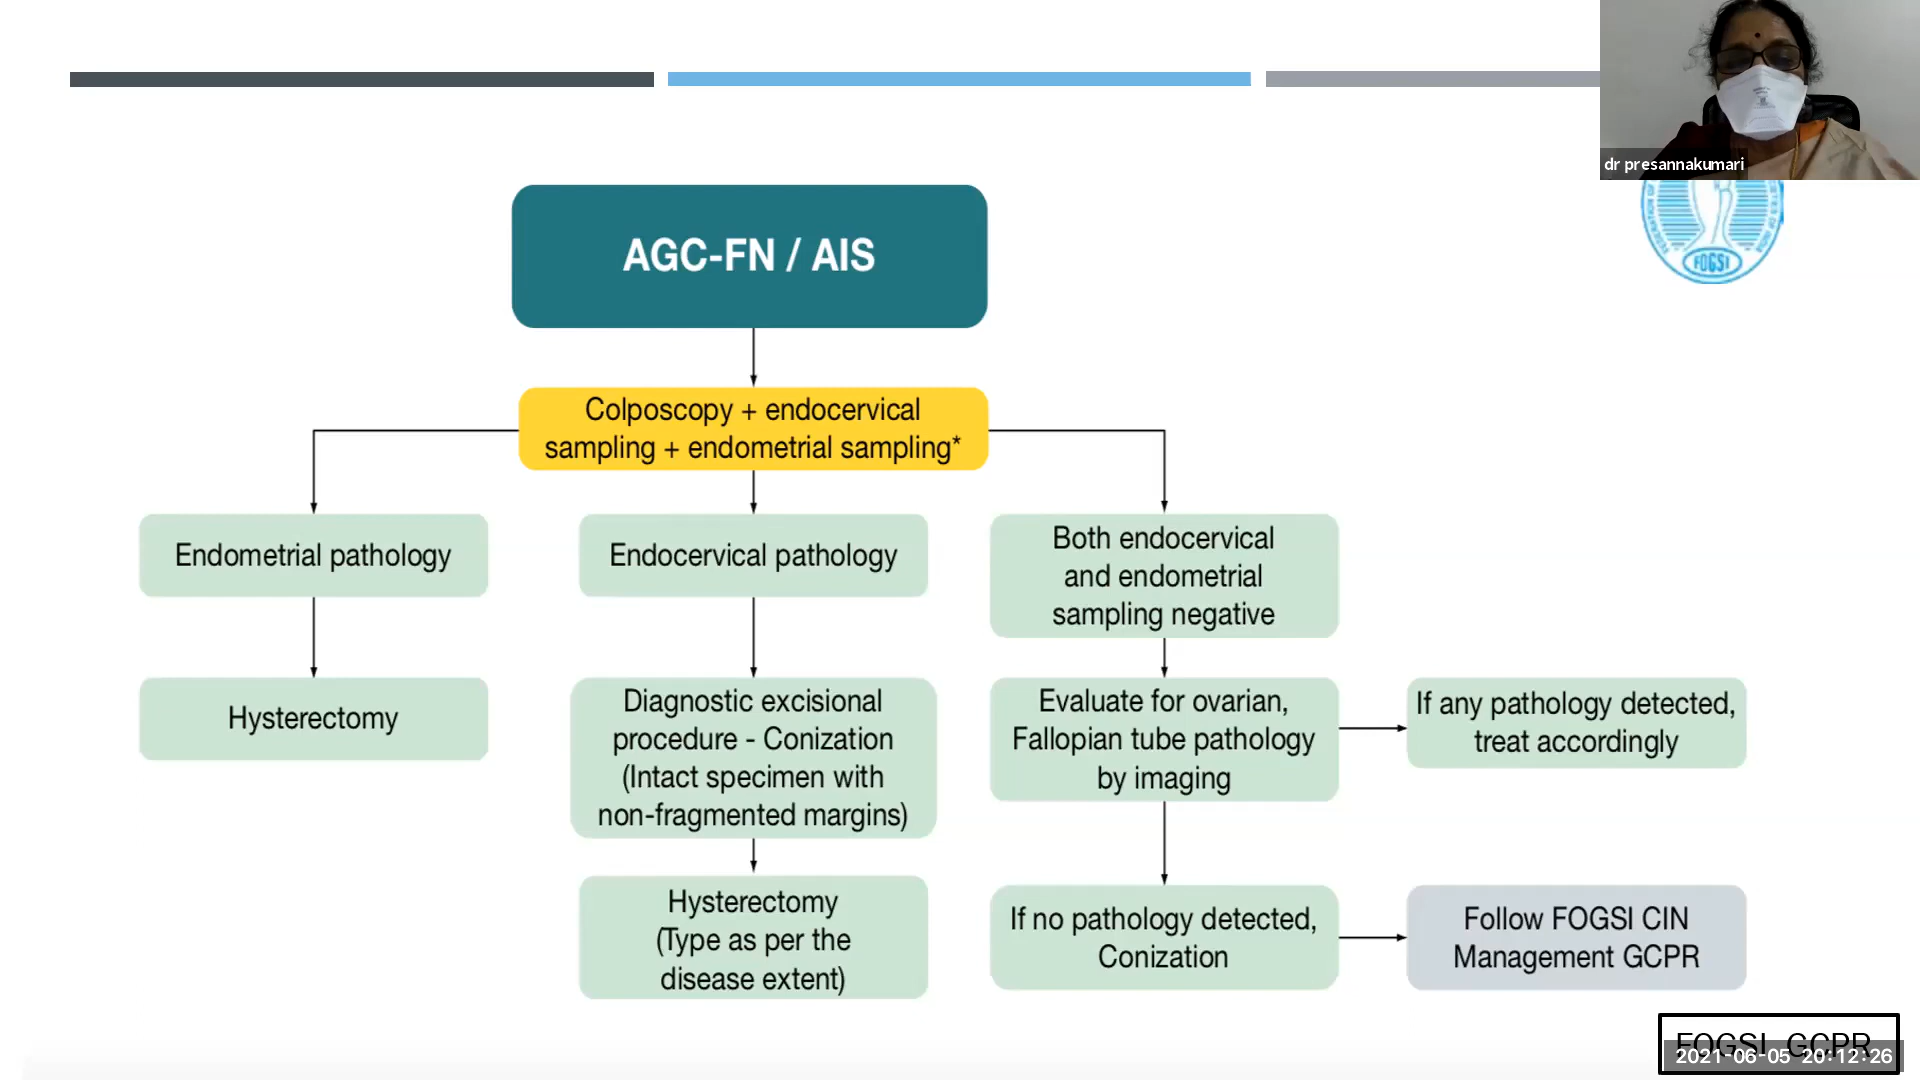 dr presannakumari
FOGSI
AGC-FN / AIS
Colposcopy + endocervical
sampling + endometrial sampling*
Endometrial pathology
Endocervical pathology
Both endocervical
and endometrial
sampling negative
Hysterectomy
Diagnostic excisional
procedure - Conization
(Intact specimen with
non-fragmented margins)
Evaluate for ovarian,
Fallopian tube pathology
by imaging
If any pathology detected,
treat accordingly
Hysterectomy
(Type as per the
disease extent)
If no pathology detected,
Conization
Follow FOGSI CIN
Management GCPR
FOGSI GCPR
2021-06-05 20:12:26